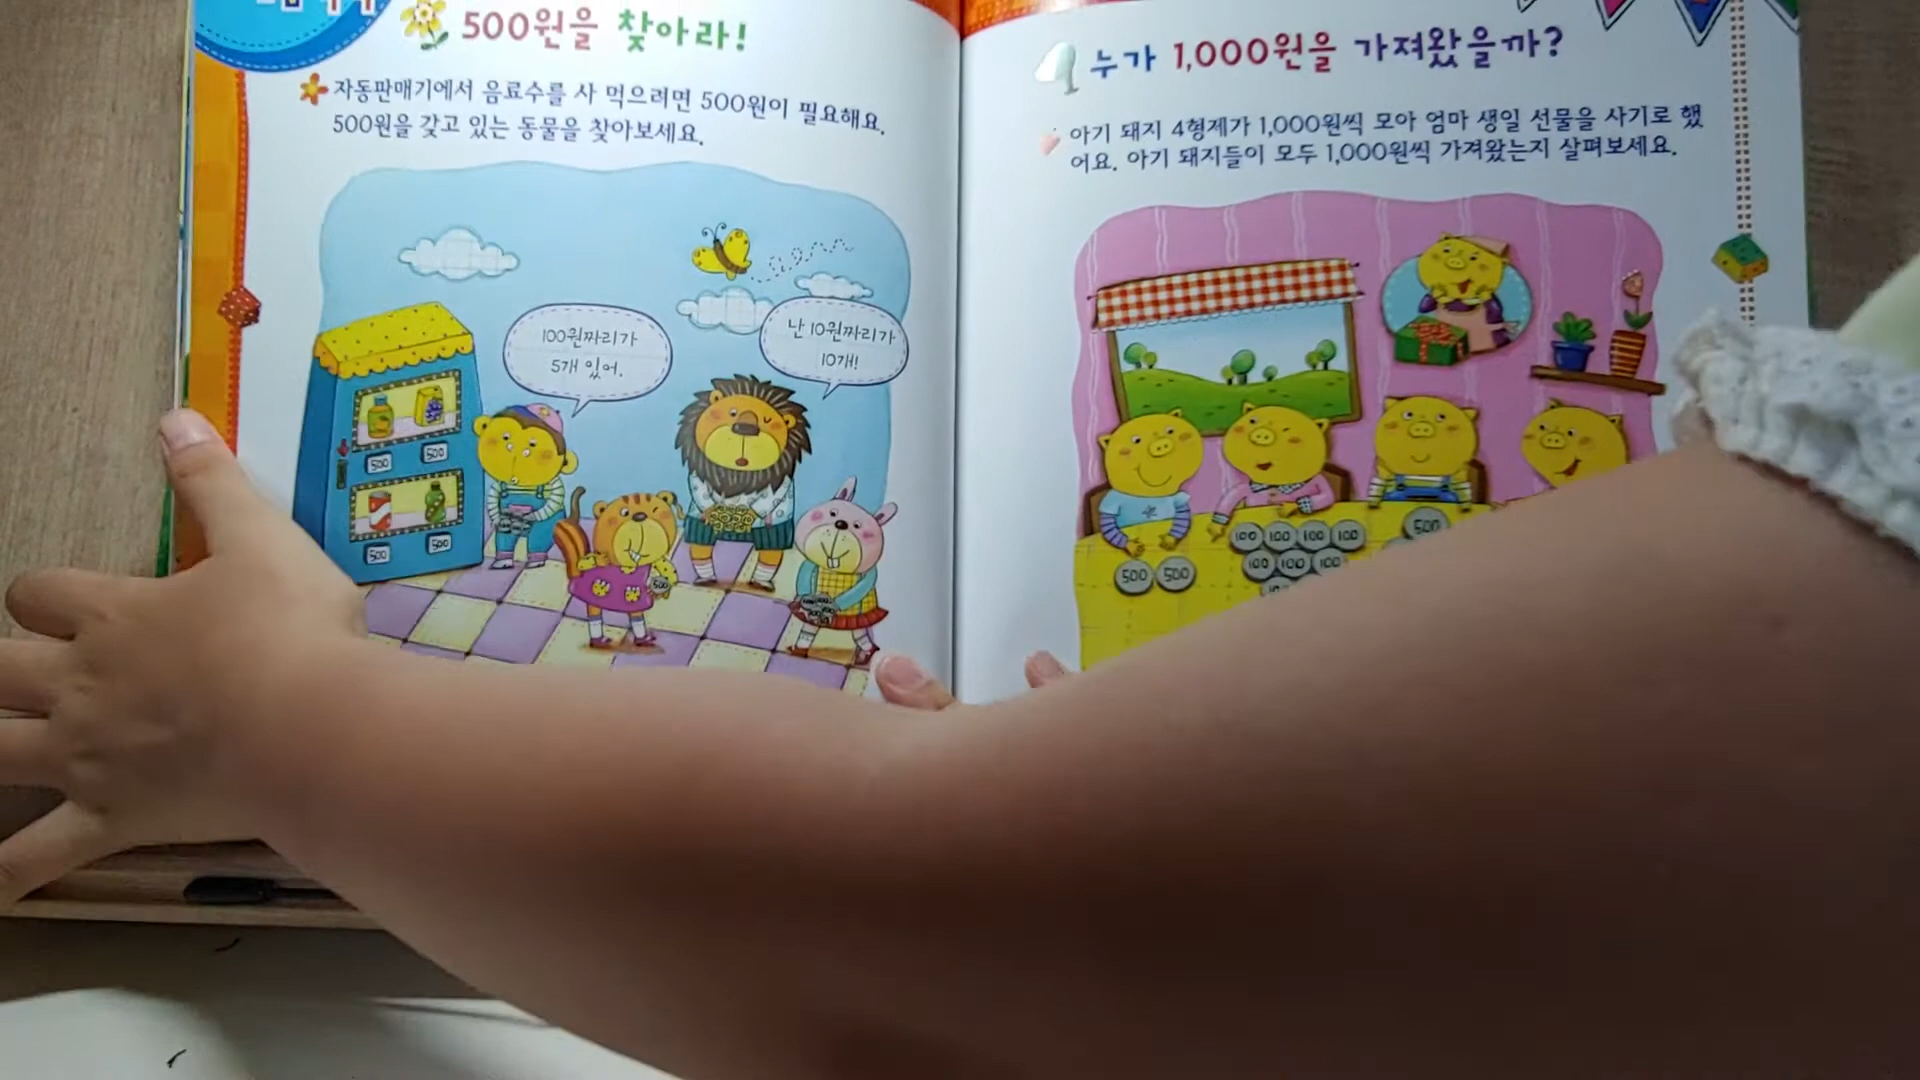 500원을 찾아라!
자동판매기에서 음료수를 사 먹으려면 500원이 필요해요.
500원을 갖고 있는 동물을 찾아보세요.
100원짜리가
5개 있어.
난 10원짜리가
10개!
500 500
500 500
500
누가 1,000원을 가져왔을까?
아기 돼지 4형제가 1,000원씩 모아 엄마 생일 선물을 사기로 했
어요. 아기 돼지들이 모두 1,000원씩 가져왔는지 살펴보세요.
100 100 100 100
500
100 100 100
500 500